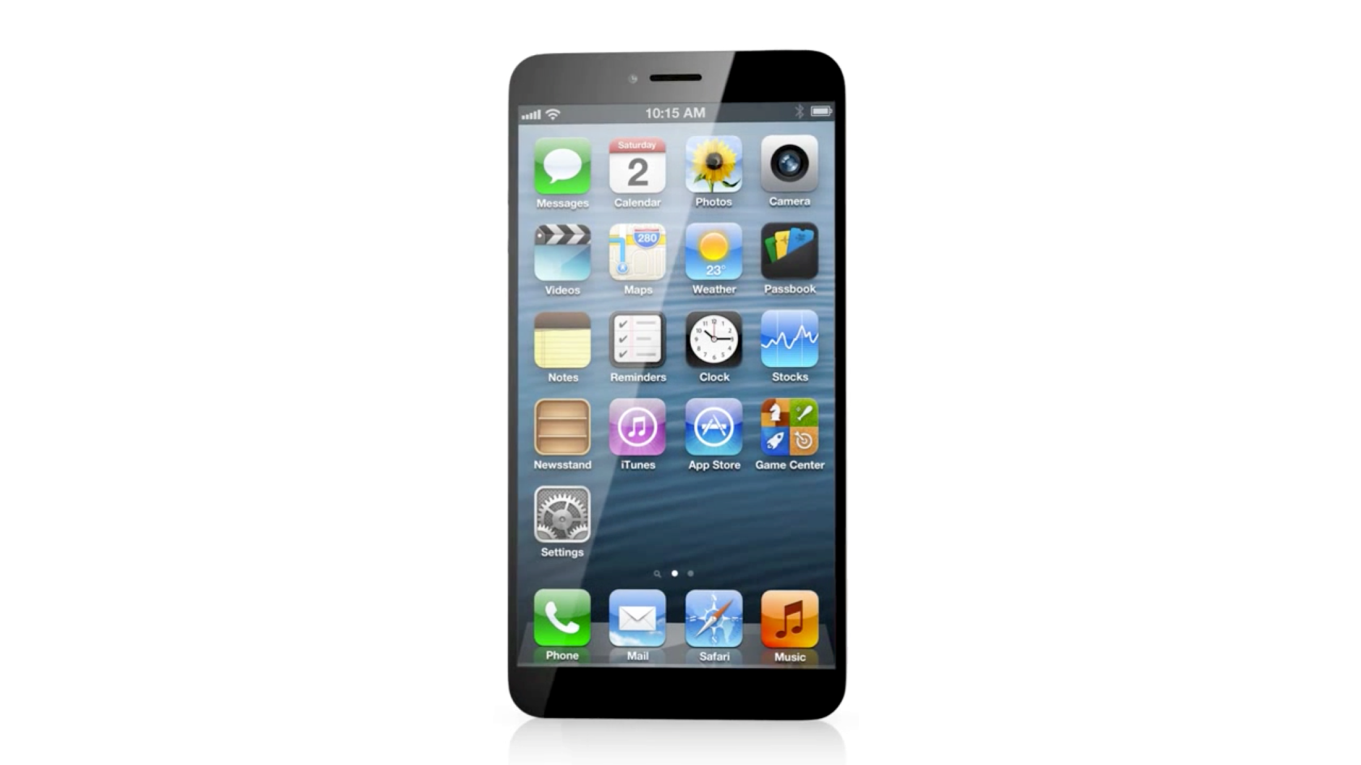 10:15 AM
Saturday
2
Messages Calendar Photos Camera
280
23°
Videos Maps Weather Passbook
Notes Reminders Clock Stocks
Newsstand iTunes App Store Game Center
Settings
Phone Mail Safari Music